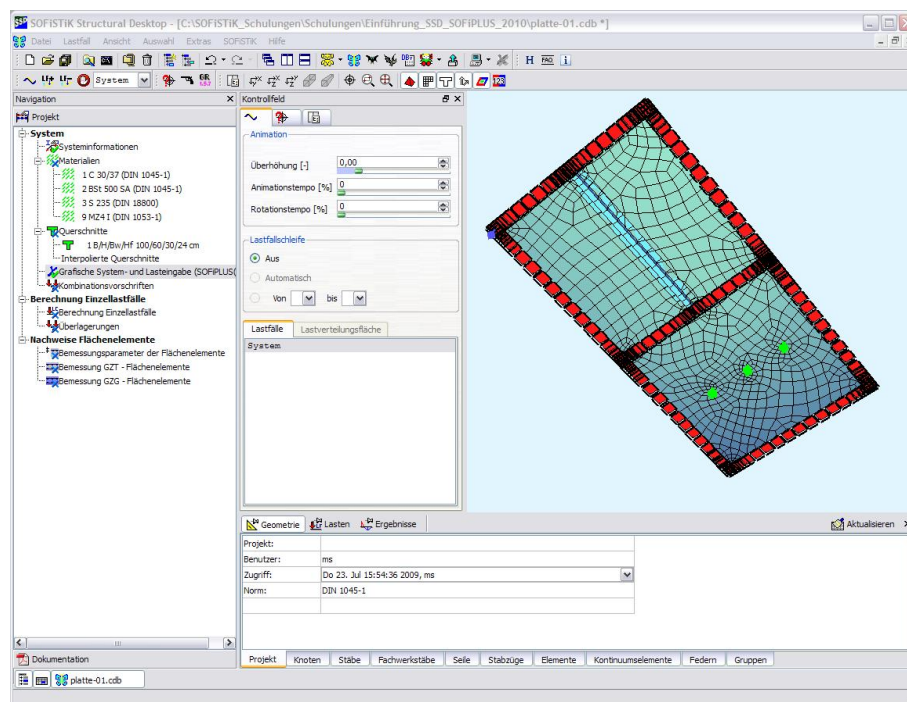 SOFiSTiK Structural Desktop - [C:\SOFiSTiK_Schulungen\Schulungen\Einführung_SSD_SOFiPLUS_2010\platte-01.cdb *]
Datei Lastfall Ansicht Auswahl Extras SOFiSTiK Hilfe
H FAQ i
System GR
Navigation
Projekt
System
Systeminformationen
Materialien
1 C 30/37 (DIN 1045-1)
2 BSt 500 SA (DIN 1045-1)
3 S 235 (DIN 18800)
9 MZ4 I (DIN 1053-1)
Querschnitte
1 B/H/Bw/Hf 100/60/30/24 cm
Interpolierte Querschnitte
Grafische System- und Lasteingabe (SOFiPLUS(
Kombinationsvorschriften
Berechnung Einzellastfälle
Berechnung Einzellastfälle
Überlagerungen
Nachweise Flächenelemente
Bemessungsparameter der Flächenelemente
Bemessung GZT - Flächenelemente
Bemessung GZG - Flächenelemente
Dokumentation
platte-01.cdb
Kontrollfeld
Animation
Überhöhung [-] 0,00
Animationstempo [%] 0
Rotationstempo [%] 0
Lastfallschleife
Aus
Automatisch
Von bis
Lastfälle Lastverteilungsfläche
System
Geometrie Lasten Ergebnisse Aktualisieren
Projekt:
Benutzer: ms
Zugriff: Do 23. Jul 15:54:36 2009, ms
Norm: DIN 1045-1
Projekt Knoten Stäbe Fachwerkstäbe Seile Stabzüge Elemente Kontinuumselemente Federn Gruppen